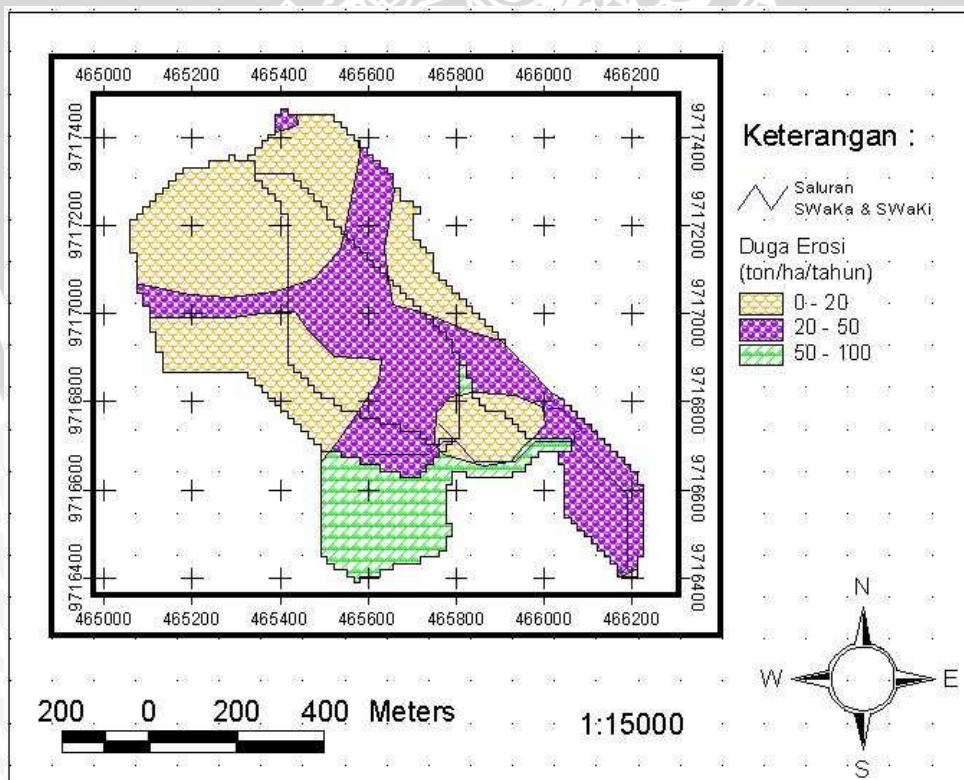 465000 465200 465400 465600 465800 466000 466200
9717400
9717200
9717000
9716800
9716600
9716400
9717400
9717200
9717000
9716800
9716600
9716400
465000 465200 465400 465600 465800 466000 466200
Keterangan :
Saluran
SWaKa & SWaKi
Duga Erosi
(ton/ha/tahun)
0 - 20
20 - 50
50 - 100
200 0 200 400 Meters
1:15000
N
W E
S